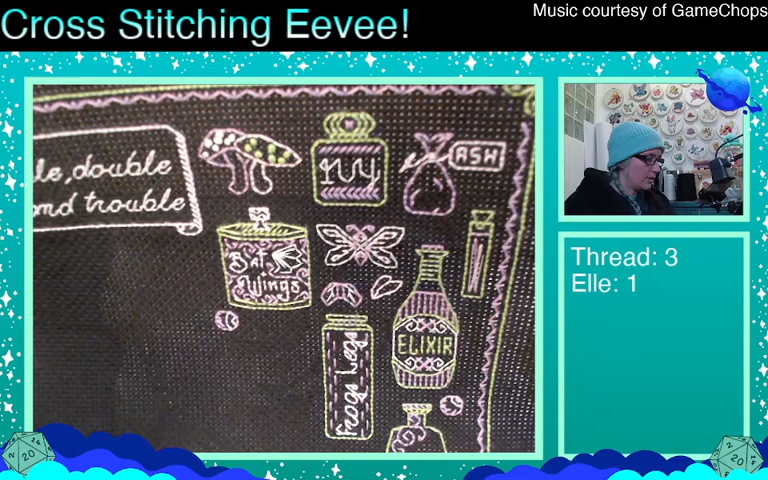 Cross Stitching Eevee!
Music courtesy of GameChops
le, double
and trouble
IVY
ASH
Bat
Wings
ELIXIR
Frogs Legs
Thread: 3
Elle: 1
20
20